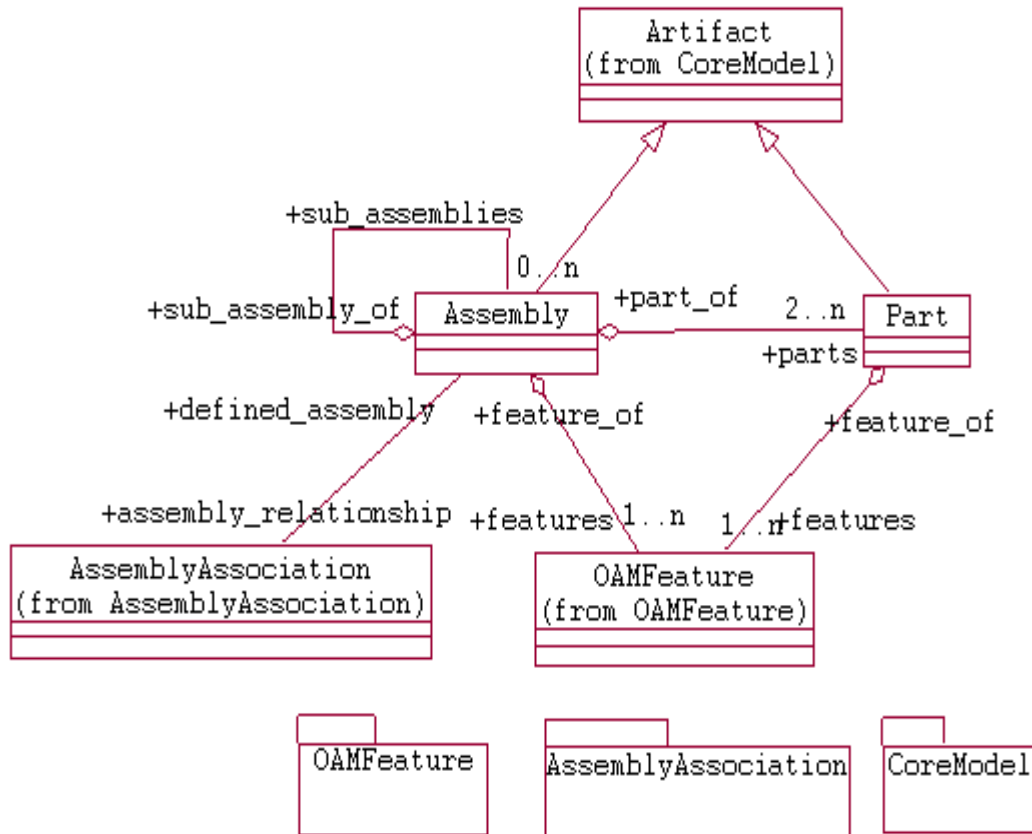 Artifact
(from CoreModel)
+sub_assemblies
0..n
+sub_assembly_of
Assembly
+part_of
2..n
Part
+parts
+defined_assembly
+feature_of
+feature_of
+assembly_relationship
+features
1..n
1..n
+features
AssemblyAssociation
(from AssemblyAssociation)
OAMFeature
(from OAMFeature)
OAMFeature
AssemblyAssociation
CoreModel